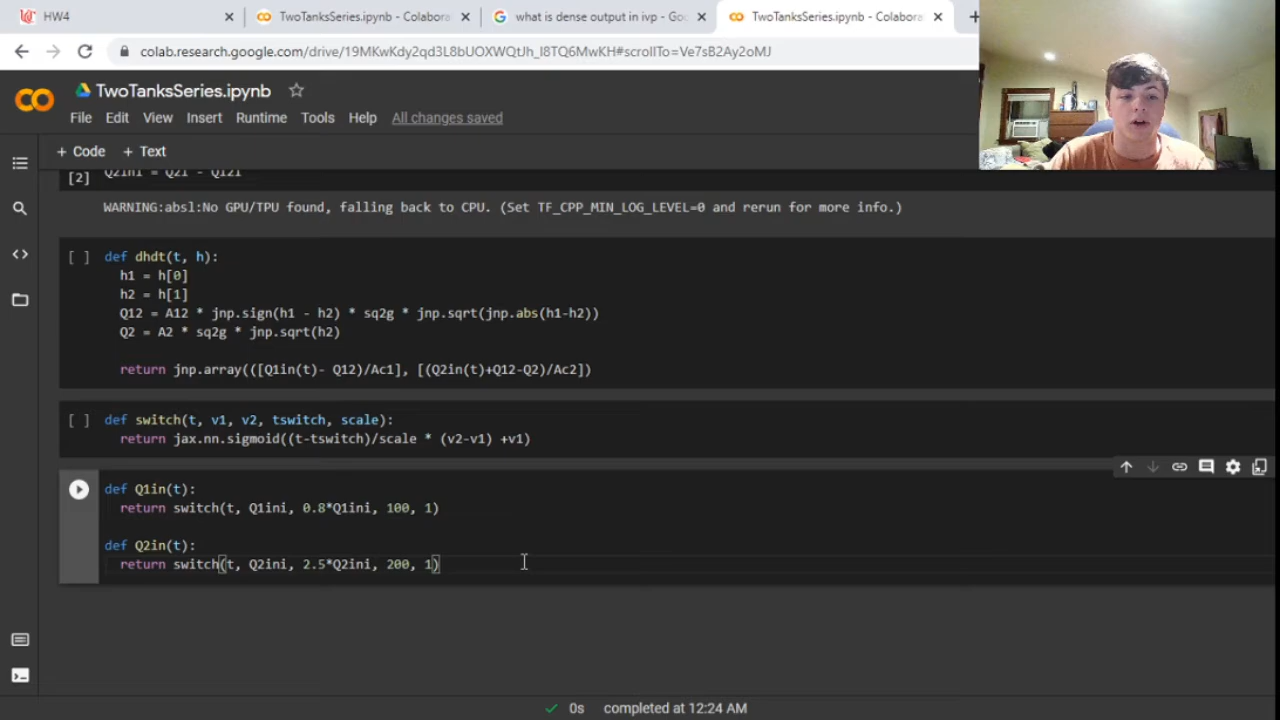 HW4
TwoTanksSeries.ipynb - Colabora
what is dense output in ivp - Goo
TwoTanksSeries.ipynb - Colabora
colab.research.google.com/drive/19MKwKdy2qd3L8bUOXWQtJh_I8TQ6MwKH#scrollTo=Ve7sB2Ay2oMJ
TwoTanksSeries.ipynb
File Edit View Insert Runtime Tools Help All changes saved
+ Code + Text
[2] Q2ini = Q2i - Q12i
WARNING:absl:No GPU/TPU found, falling back to CPU. (Set TF_CPP_MIN_LOG_LEVEL=0 and rerun for more info.)
[ ] def dhdt(t, h):
h1 = h[0]
h2 = h[1]
Q12 = A12 * jnp.sign(h1 - h2) * sq2g * jnp.sqrt(jnp.abs(h1-h2))
Q2 = A2 * sq2g * jnp.sqrt(h2)
return jnp.array(([Q1in(t)- Q12)/Ac1], [(Q2in(t)+Q12-Q2)/Ac2])
[ ] def switch(t, v1, v2, tswitch, scale):
return jax.nn.sigmoid((t-tswitch)/scale * (v2-v1) +v1)
def Q1in(t):
return switch(t, Q1ini, 0.8*Q1ini, 100, 1)
def Q2in(t):
return switch(t, Q2ini, 2.5*Q2ini, 200, 1)
0s completed at 12:24 AM